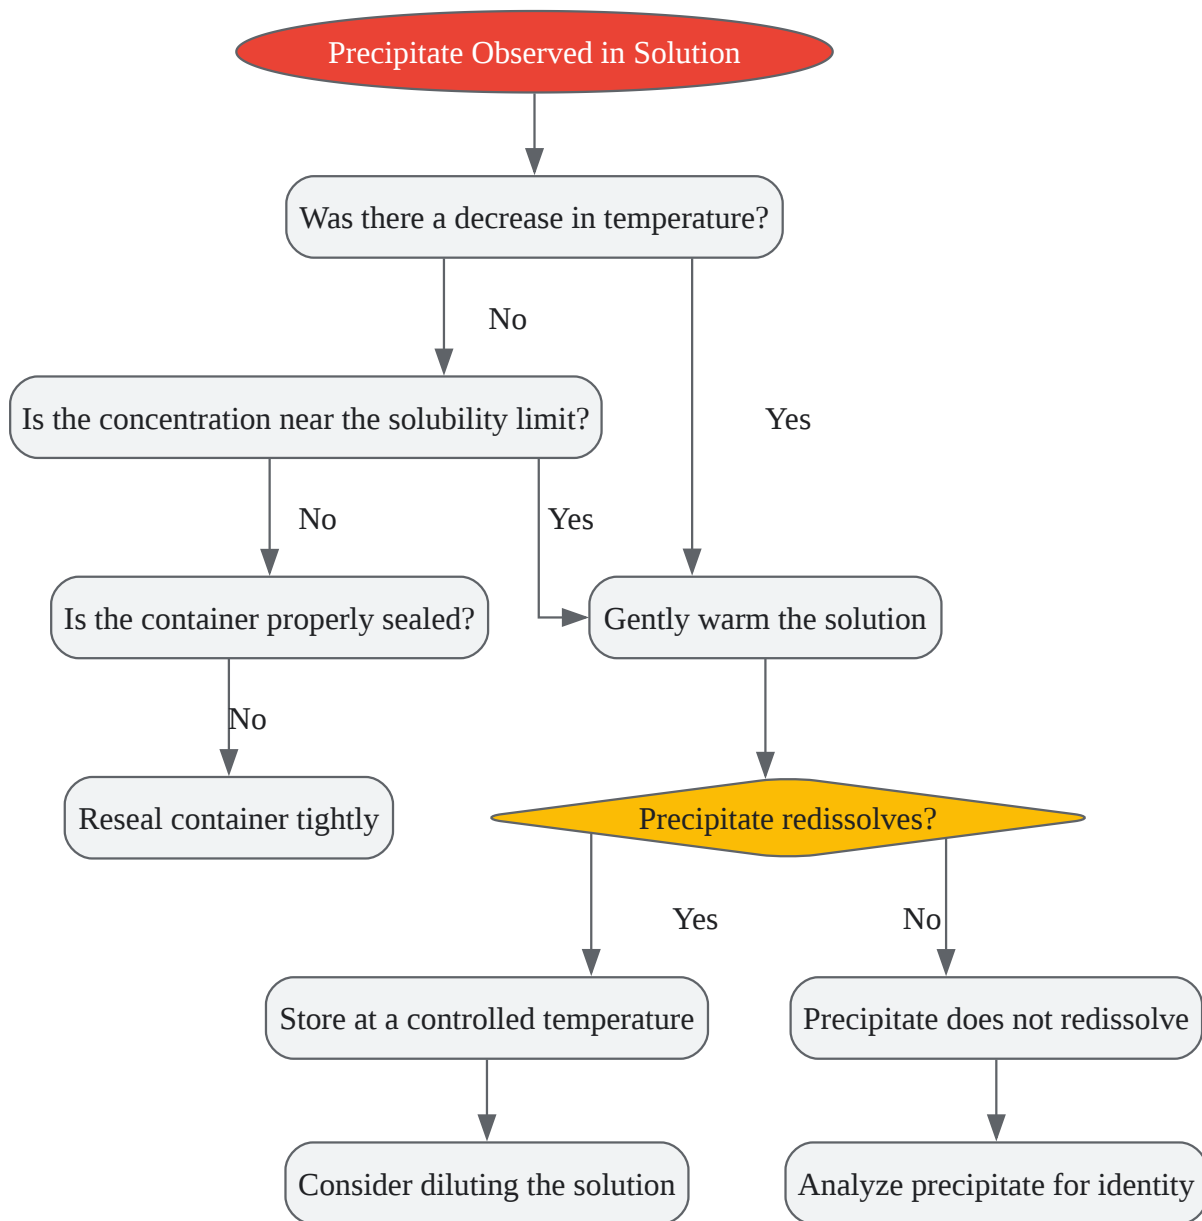 Precipitate Observed in Solution
Was there a decrease in temperature?
No
Is the concentration near the solubility limit?
Yes
No
Yes
Is the container properly sealed?
Gently warm the solution
No
Reseal container tightly
Precipitate redissolves?
Yes
No
Store at a controlled temperature
Precipitate does not redissolve
Consider diluting the solution
Analyze precipitate for identity